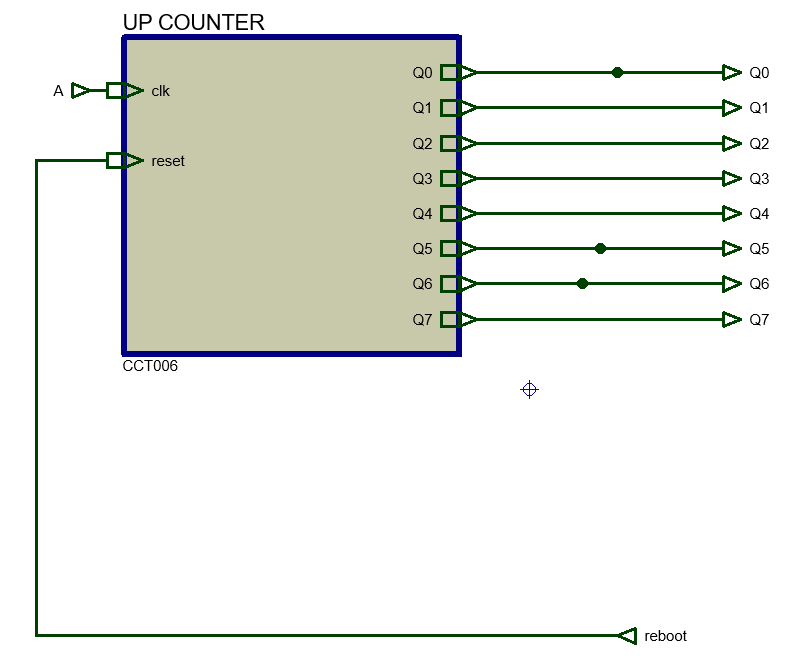 UP COUNTER
A
clk
reset
Q0
Q1
Q2
Q3
Q4
Q5
Q6
Q7
Q0
Q1
Q2
Q3
Q4
Q5
Q6
Q7
CCT006
reboot